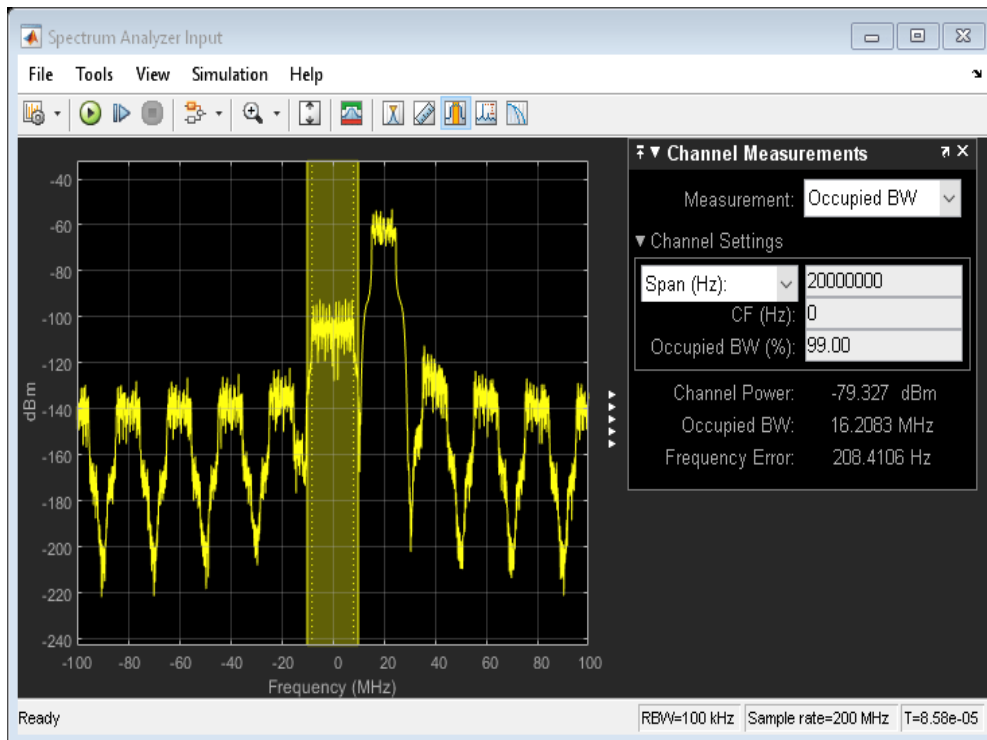 Spectrum Analyzer Input
File Tools View Simulation Help
Channel Measurements
Measurement: Occupied BW
Channel Settings
Span (Hz): 20000000
CF (Hz): 0
Occupied BW (%): 99.00
Channel Power: -79.327 dBm
Occupied BW: 16.2083 MHz
Frequency Error: 208.4106 Hz
-40
-60
-80
-100
-120
-140
-160
-180
-200
-220
-240
dBm
-100 -80 -60 -40 -20 0 20 40 60 80 100
Frequency (MHz)
Ready RBW=100 kHz Sample rate=200 MHz T=8.58e-05